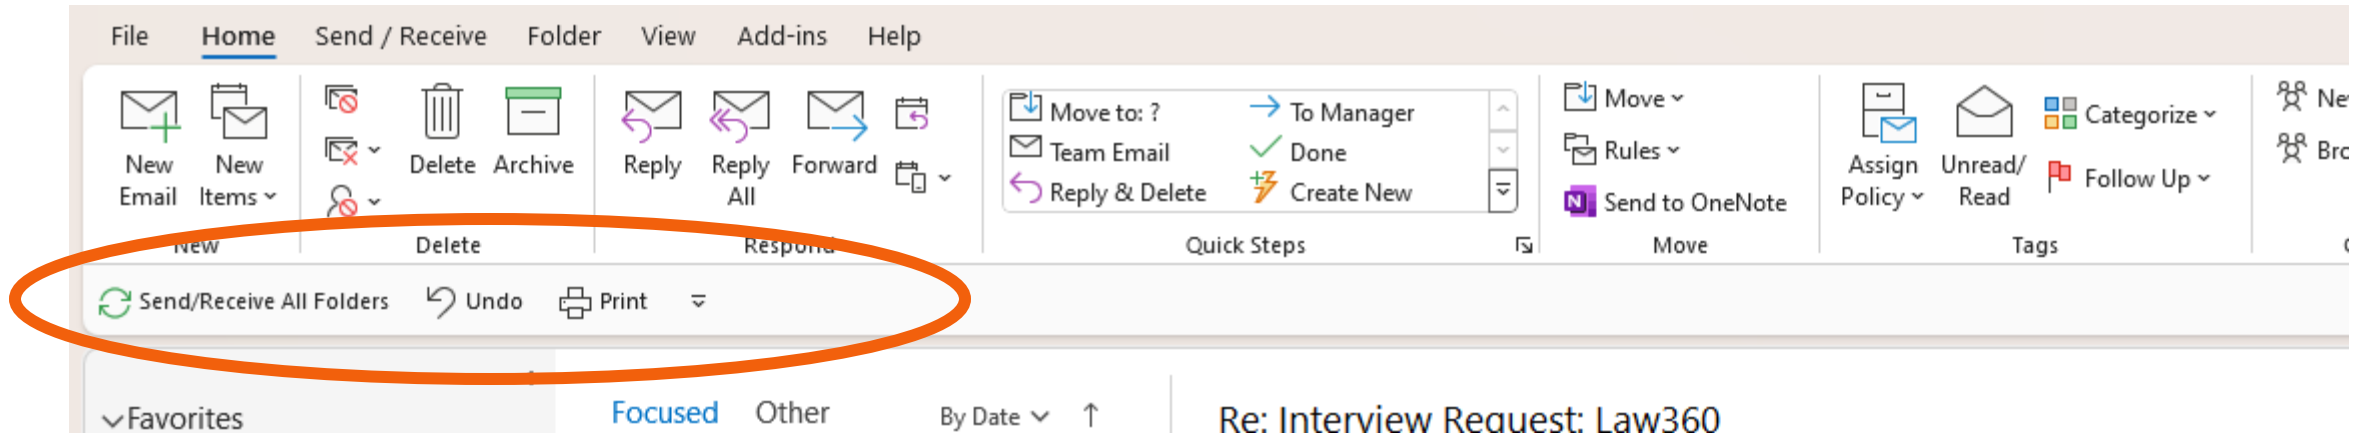 File Home Send / Receive Folder View Add-ins Help
New Email
New Items
Delete
Archive
Reply
Reply All
Forward
Move to: ?
Team Email
Reply & Delete
To Manager
Done
Create New
Move
Rules
Send to OneNote
Assign Policy
Unread/ Read
Categorize
Follow Up
New Delete Respond Quick Steps Move Tags
Send/Receive All Folders Undo Print
Favorites
Focused Other By Date
Re: Interview Request: Law360